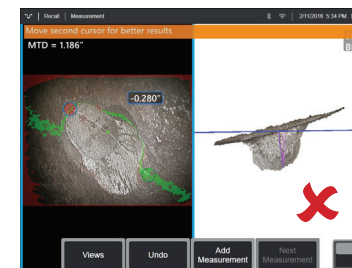 Recall | Measurement
2/11/2016 5:34 PM
Move second cursor for better results
MTD = 1.186"
-0.280"
Views
Undo
Add
Measurement
Next
Measurement